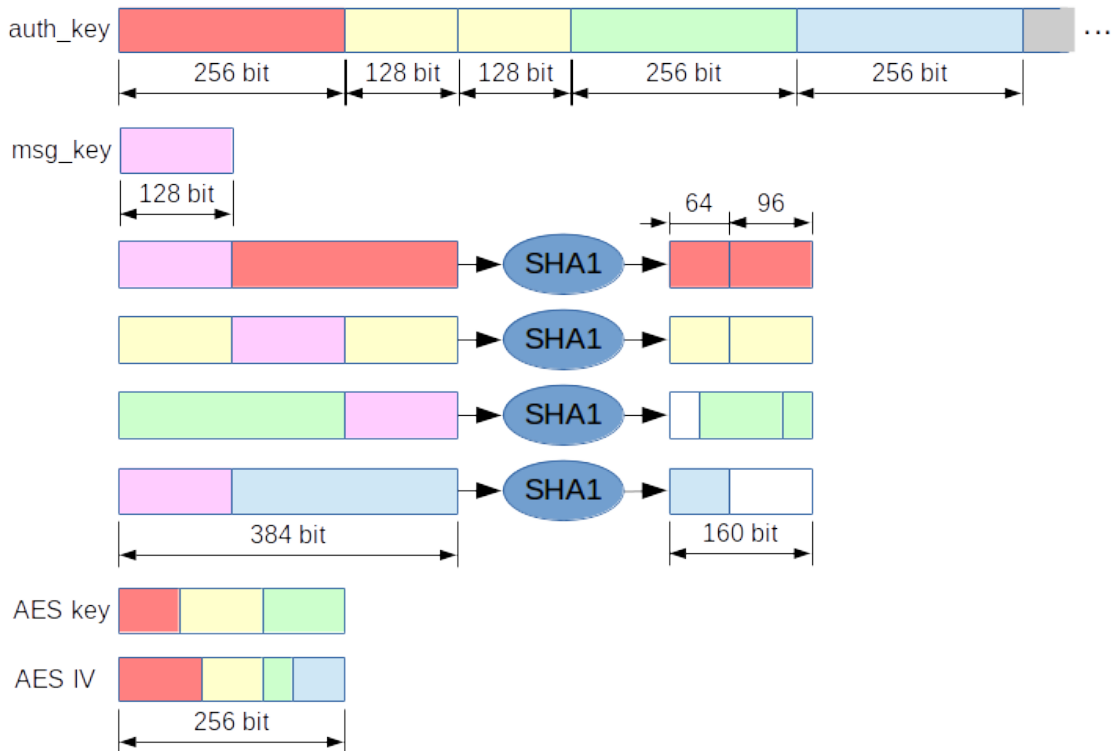 auth_key
...
256 bit 128 bit 128 bit 256 bit 256 bit
msg_key
128 bit
64 96
SHA1
SHA1
SHA1
SHA1
384 bit 160 bit
AES key
AES IV
256 bit